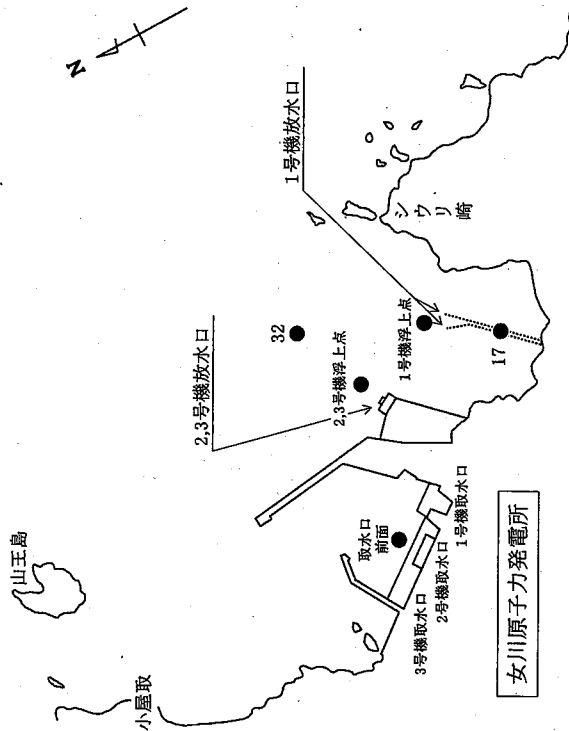 N
山王島
小屋取
2,3号機放水口
1号機放水口
シウリ崎
32
2,3号機浮上点
1号機浮上点
17
取水口
前面
1号機取水口
2号機取水口
3号機取水口
女川原子力発電所